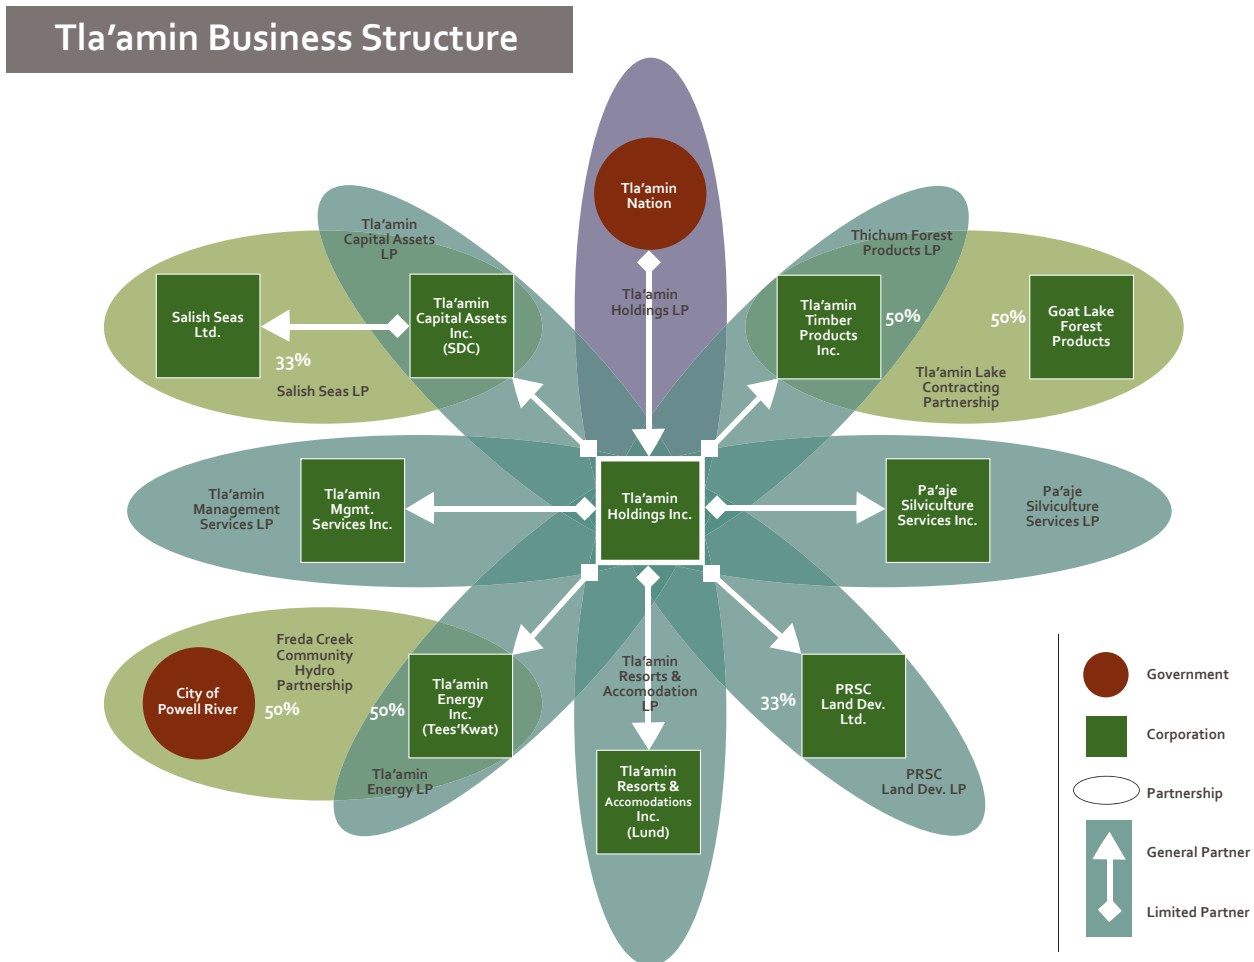 Tla’amin Business Structure
Tla’amin
Nation
Tla’amin
Holdings LP
Tla’amin
Capital Assets
LP
Salish Seas
Ltd.
Tla’amin
Capital Assets
Inc.
(SDC)
33%
Salish Seas LP
Thichum Forest
Products LP
Tla’amin
Timber
Products
Inc.
50%
50%
Goat Lake
Forest
Products
Tla’amin Lake
Contracting
Partnership
Tla’amin
Management
Services LP
Tla’amin
Mgmt.
Services Inc.
Tla’amin
Holdings Inc.
Pa’aje
Silviculture
Services Inc.
Pa’aje
Silviculture
Services LP
Freda Creek
Community
Hydro
Partnership
City of
Powell River
50%
50%
Tla’amin
Energy
Inc.
(Tees’Kwat)
Tla’amin
Energy LP
Tla’amin
Resorts &
Accomodation
LP
Tla’amin
Resorts &
Accomodations
Inc.
(Lund)
33%
PRSC
Land Dev.
Ltd.
PRSC
Land Dev. LP
Government
Corporation
Partnership
General Partner
Limited Partner